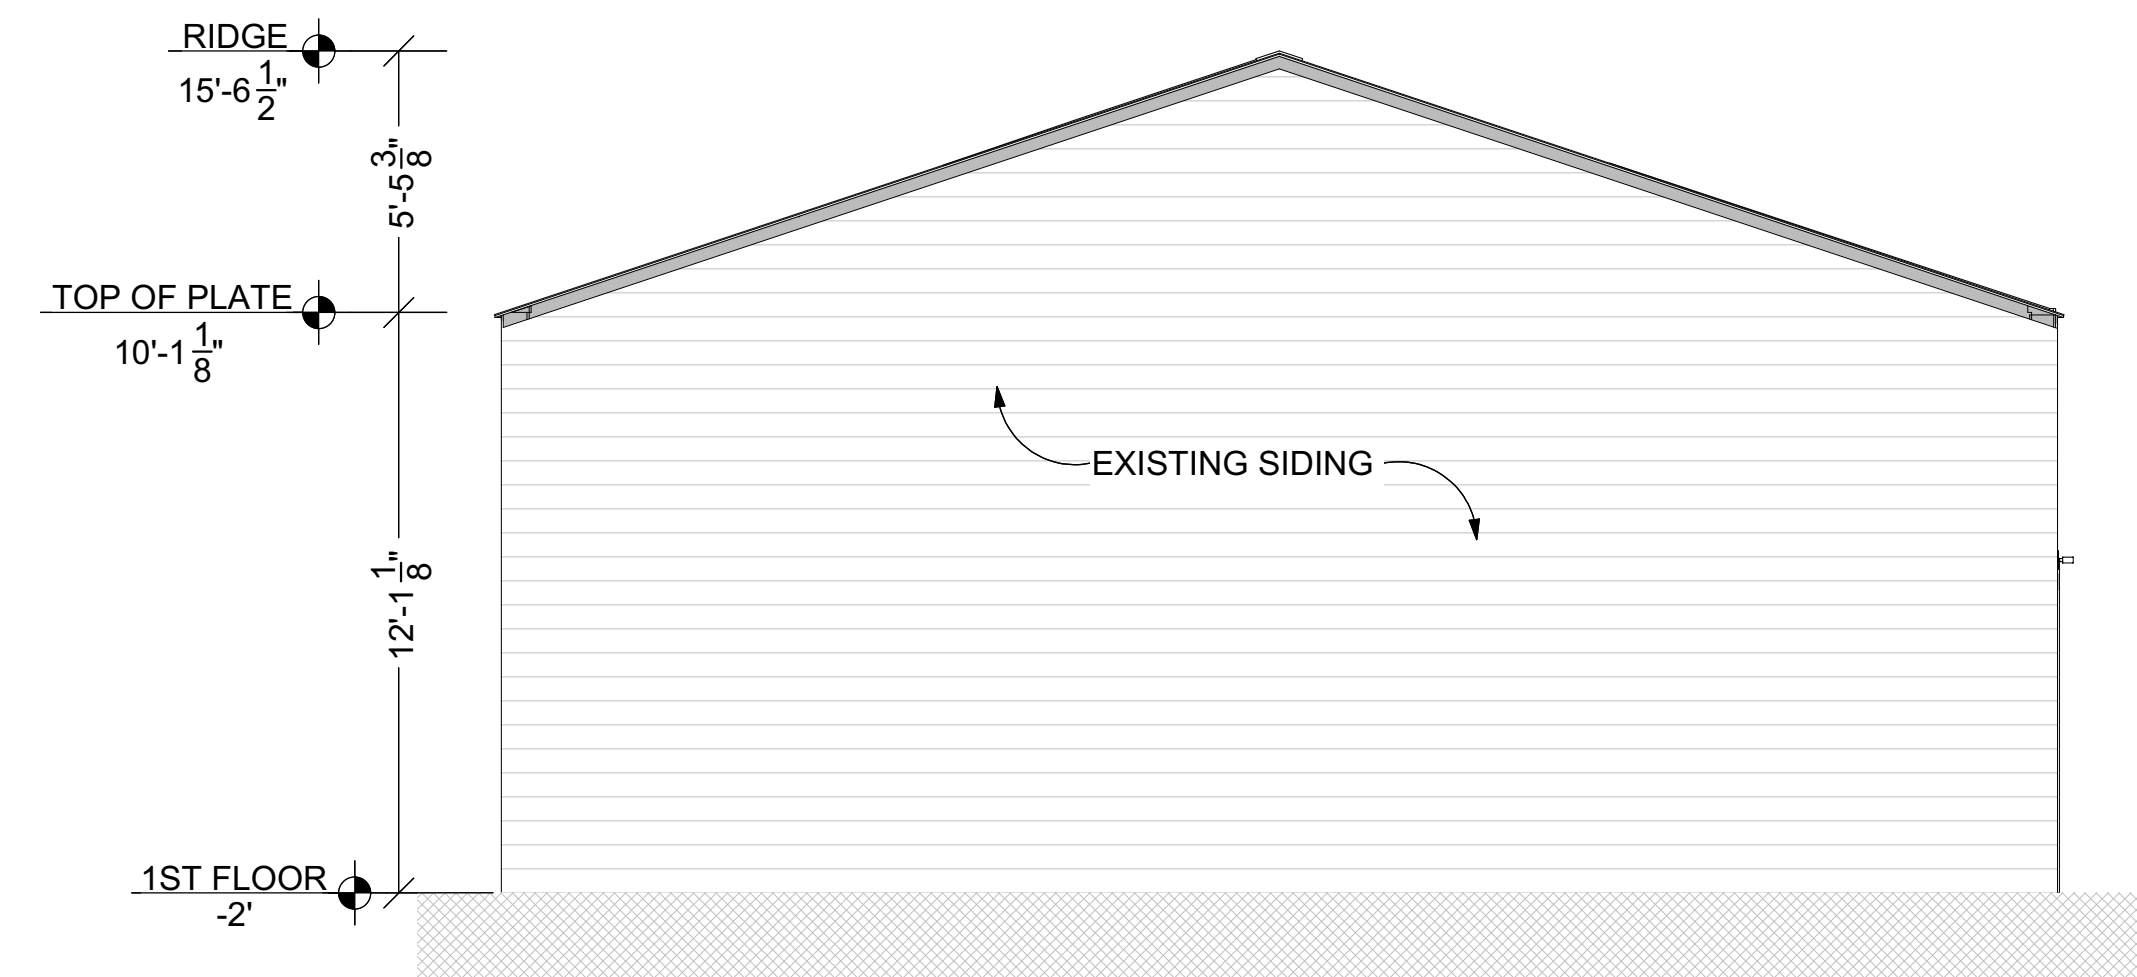 RIDGE
15'-6 1/2"
5'-5 3/8"
TOP OF PLATE
10'-1 1/8"
EXISTING SIDING
12'-1 1/8"
1ST FLOOR
-2'